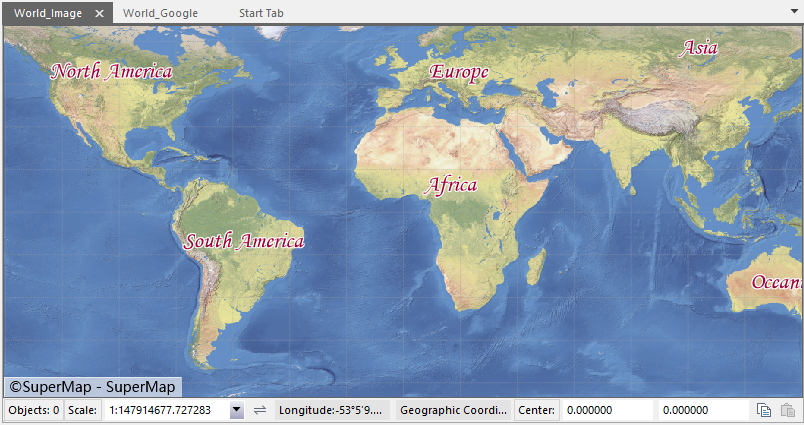 World_Image
World_Google
Start Tab
Asia
North America
Europe
Africa
South America
Ocean
©SuperMap - SuperMap
Objects: 0 Scale: 1:147914677.727283 Longitude:-53°5'9.... Geographic Coordi... Center: 0.000000 0.000000